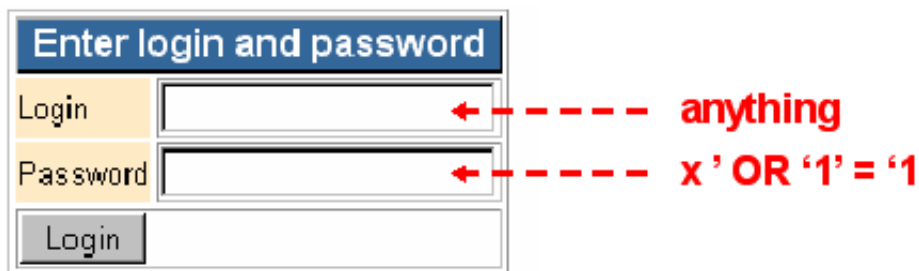 Enter login and password
Login
anything
Password
x ’ OR ‘1’ = ‘1
Login